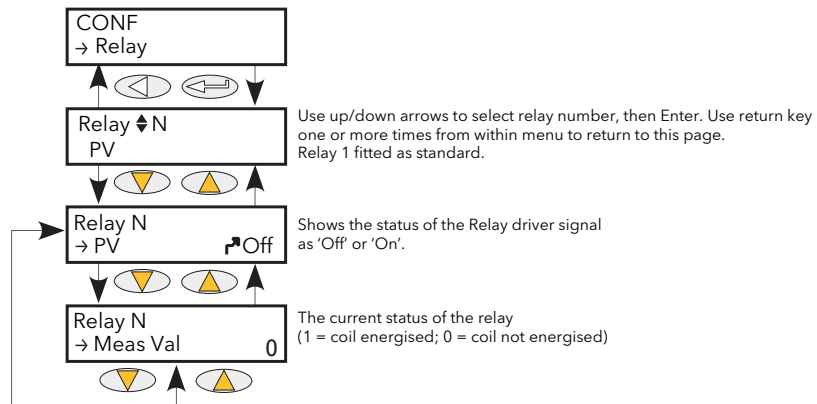 CONF
→ Relay
Relay ♦ N
PV
Use up/down arrows to select relay number, then Enter. Use return key
one or more times from within menu to return to this page.
Relay 1 fitted as standard.
Relay N
→ PV Off
Shows the status of the Relay driver signal
as 'Off' or 'On'.
Relay N
→ Meas Val 0
The current status of the relay
(1 = coil energised; 0 = coil not energised)